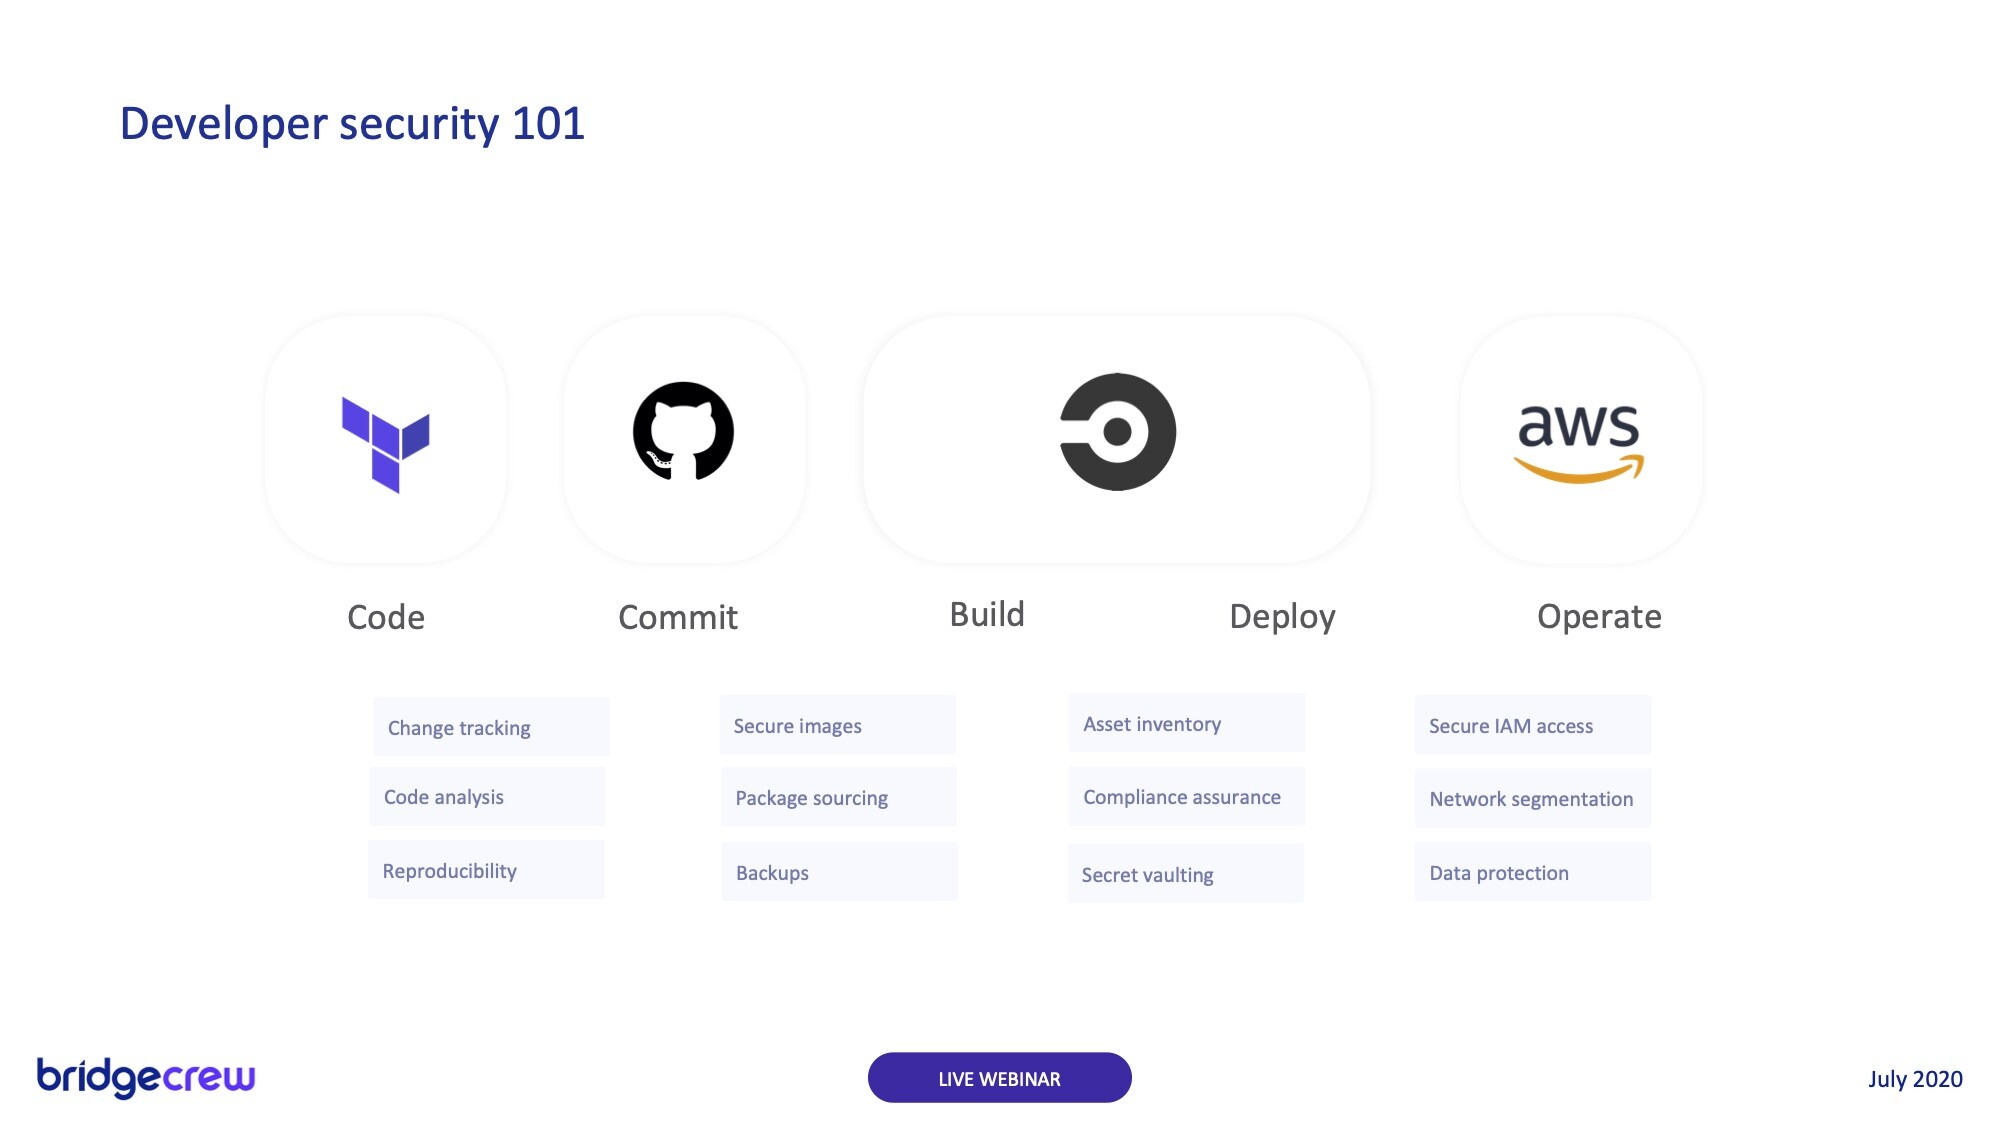 Developer security 101
aws
Code
Commit
Build
Deploy
Operate
Change tracking
Secure images
Asset inventory
Secure IAM access
Code analysis
Package sourcing
Compliance assurance
Network segmentation
Reproducibility
Backups
Secret vaulting
Data protection
bridgecrew
LIVE WEBINAR
July 2020